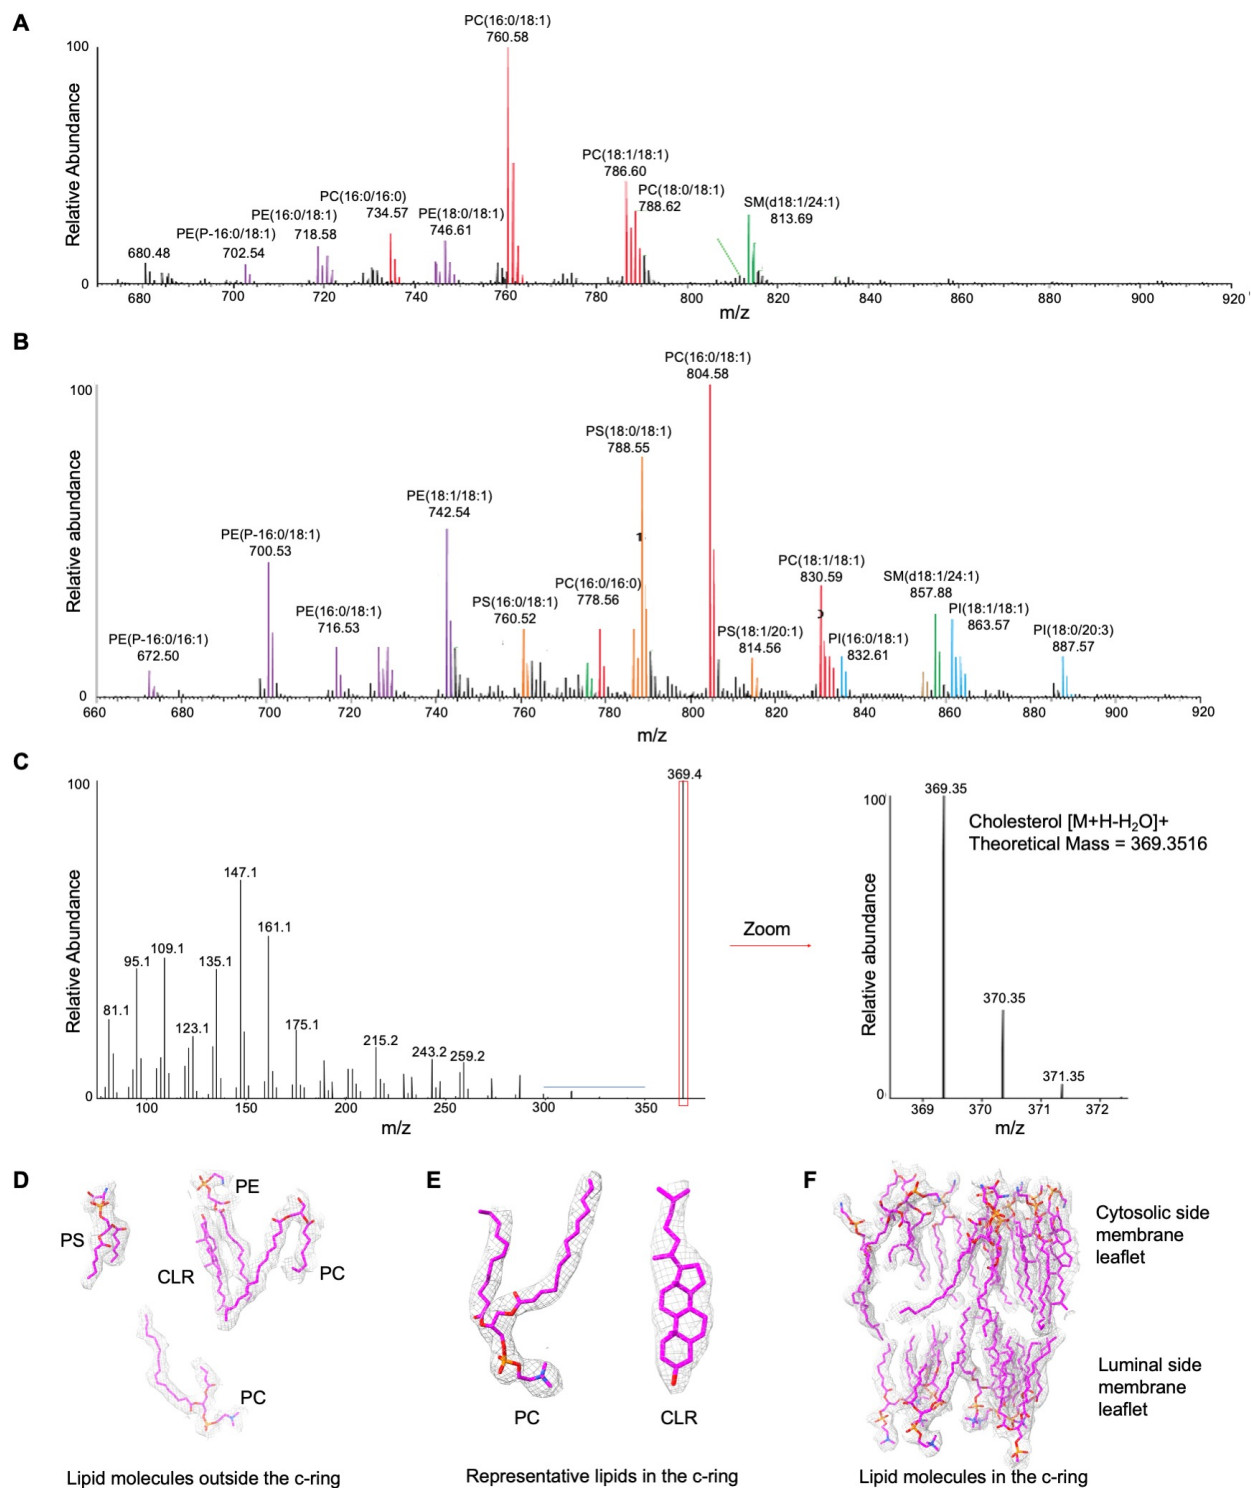 A
Relative Abundance
100
0
PC(16:0/18:1)
760.58
PC(18:1/18:1)
786.60
PC(18:0/18:1)
788.62
SM(d18:1/24:1)
813.69
PC(16:0/16:0)
734.57
PE(18:0/18:1)
746.61
PE(16:0/18:1)
718.58
PE(P-16:0/18:1)
702.54
680.48
680 700 720 740 760 780 800 820 840 860 880 900 920
m/z
B
Relative abundance
100
0
PC(16:0/18:1)
804.58
PS(18:0/18:1)
788.55
PE(18:1/18:1)
742.54
PE(P-16:0/18:1)
700.53
PC(16:0/16:0)
778.56
PC(18:1/18:1)
830.59
SM(d18:1/24:1)
857.88
PI(18:1/18:1)
863.57
PS(16:0/18:1)
760.52
PE(16:0/18:1)
716.53
PS(18:1/20:1)
814.56
PI(16:0/18:1)
832.61
PI(18:0/20:3)
887.57
PE(P-16:0/16:1)
672.50
660 680 700 720 740 760 780 800 820 840 860 880 900 920
m/z
C
Relative Abundance
100
0
369.4
147.1
161.1
109.1
95.1
135.1
81.1
123.1
175.1
215.2
243.2
259.2
100 150 200 250 300 350
m/z
Zoom
Relative abundance
100
0
369.35
Cholesterol [M+H-H₂O]+
Theoretical Mass = 369.3516
370.35
371.35
369 370 371 372
m/z
D
PS
PE
CLR
PC
PC
Lipid molecules outside the c-ring
E
PC
CLR
Representative lipids in the c-ring
F
Cytosolic side
membrane
leaflet
Luminal side
membrane
leaflet
Lipid molecules in the c-ring